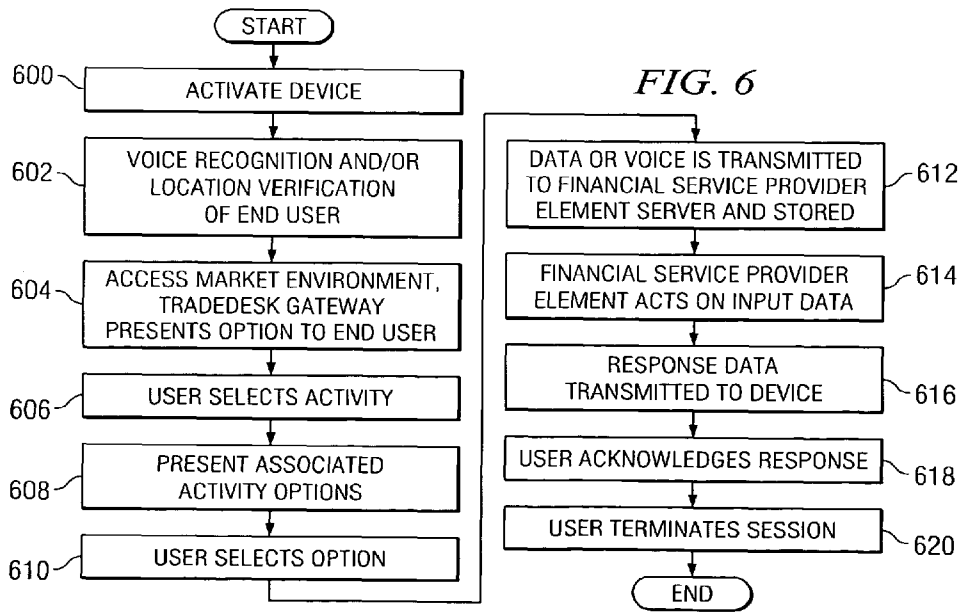 START
600
ACTIVATE DEVICE
602
VOICE RECOGNITION AND/OR
LOCATION VERIFICATION
OF END USER
604
ACCESS MARKET ENVIRONMENT,
TRADEDESK GATEWAY
PRESENTS OPTION TO END USER
606
USER SELECTS ACTIVITY
608
PRESENT ASSOCIATED
ACTIVITY OPTIONS
610
USER SELECTS OPTION
FIG. 6
DATA OR VOICE IS TRANSMITTED
TO FINANCIAL SERVICE PROVIDER
ELEMENT SERVER AND STORED
612
FINANCIAL SERVICE PROVIDER
ELEMENT ACTS ON INPUT DATA
614
RESPONSE DATA
TRANSMITTED TO DEVICE
616
USER ACKNOWLEDGES RESPONSE
618
USER TERMINATES SESSION
620
END